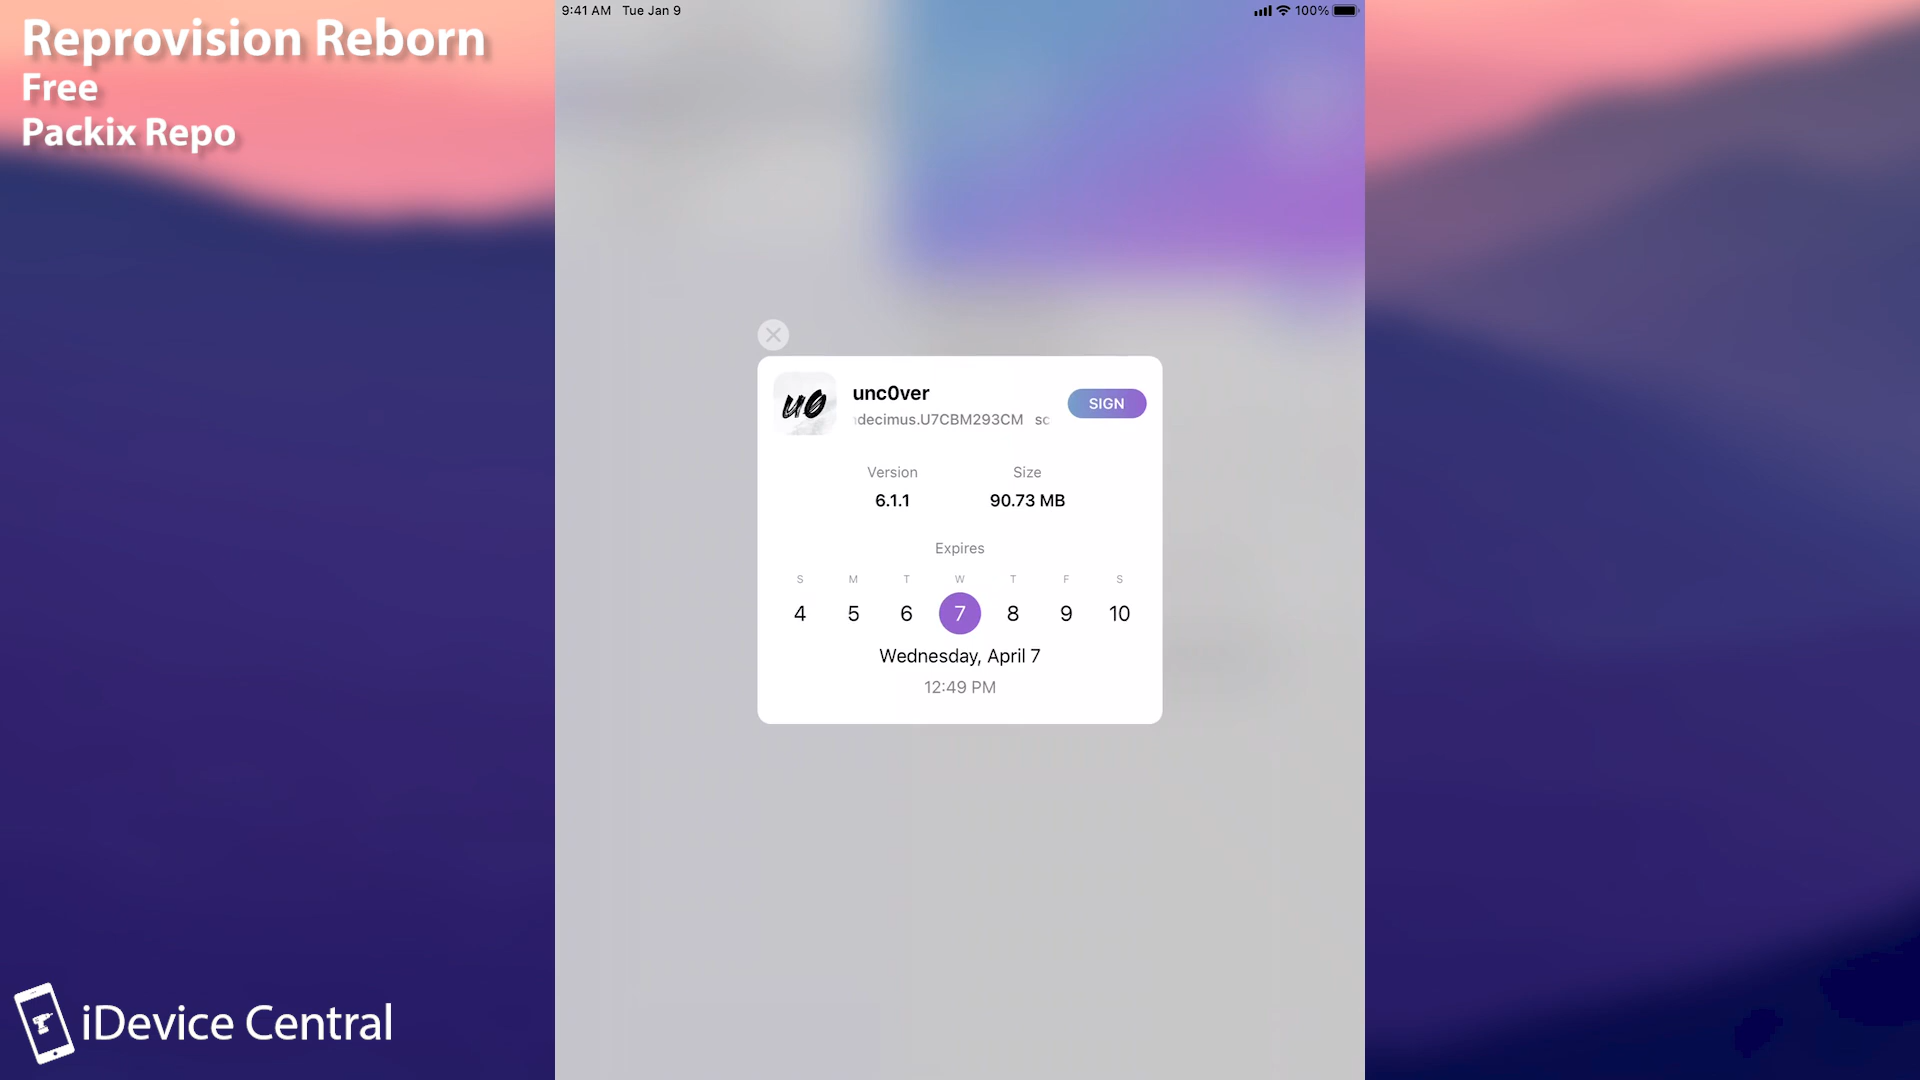 Reprovision Reborn
Free
Packix Repo
9:41 AM Tue Jan 9
100%
u0
unc0ver
decimus.U7CBM293CM sc
SIGN
Version Size
6.1.1 90.73 MB
Expires
S M T W T F S
4 5 6 7 8 9 10
Wednesday, April 7
12:49 PM
iDevice Central